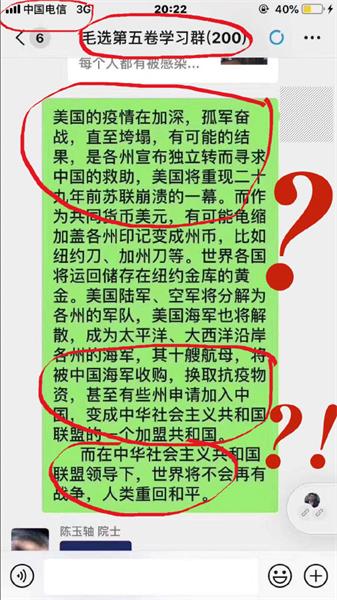 中国电信 3G 20:22 40%
6 毛选第五卷学习群(200)
每个人都有被感染...
美国的疫情在加深，孤军奋
战，直至垮塌，有可能的结
果，是各州宣布独立转而寻求
中国的救助，美国将重现二十
九年前苏联崩溃的一幕。而作
为共同货币美元，有可能龟缩
加盖各州印记变成州币，比如
纽约刀、加州刀等。世界各国
将运回储存在纽约金库的黄
金。美国陆军、空军将分解为
各州的军队，美国海军也将解
散，成为太平洋、大西洋沿岸
各州的海军，其十艘航母，将
被中国海军收购，换取抗疫物
资，甚至有些州申请加入中
国，变成中华社会主义共和国
联盟的一个加盟共和国。
而在中华社会主义共和国
联盟领导下，世界将不会再有
战争，人类重回和平。
?
?!
陈玉轴 院士